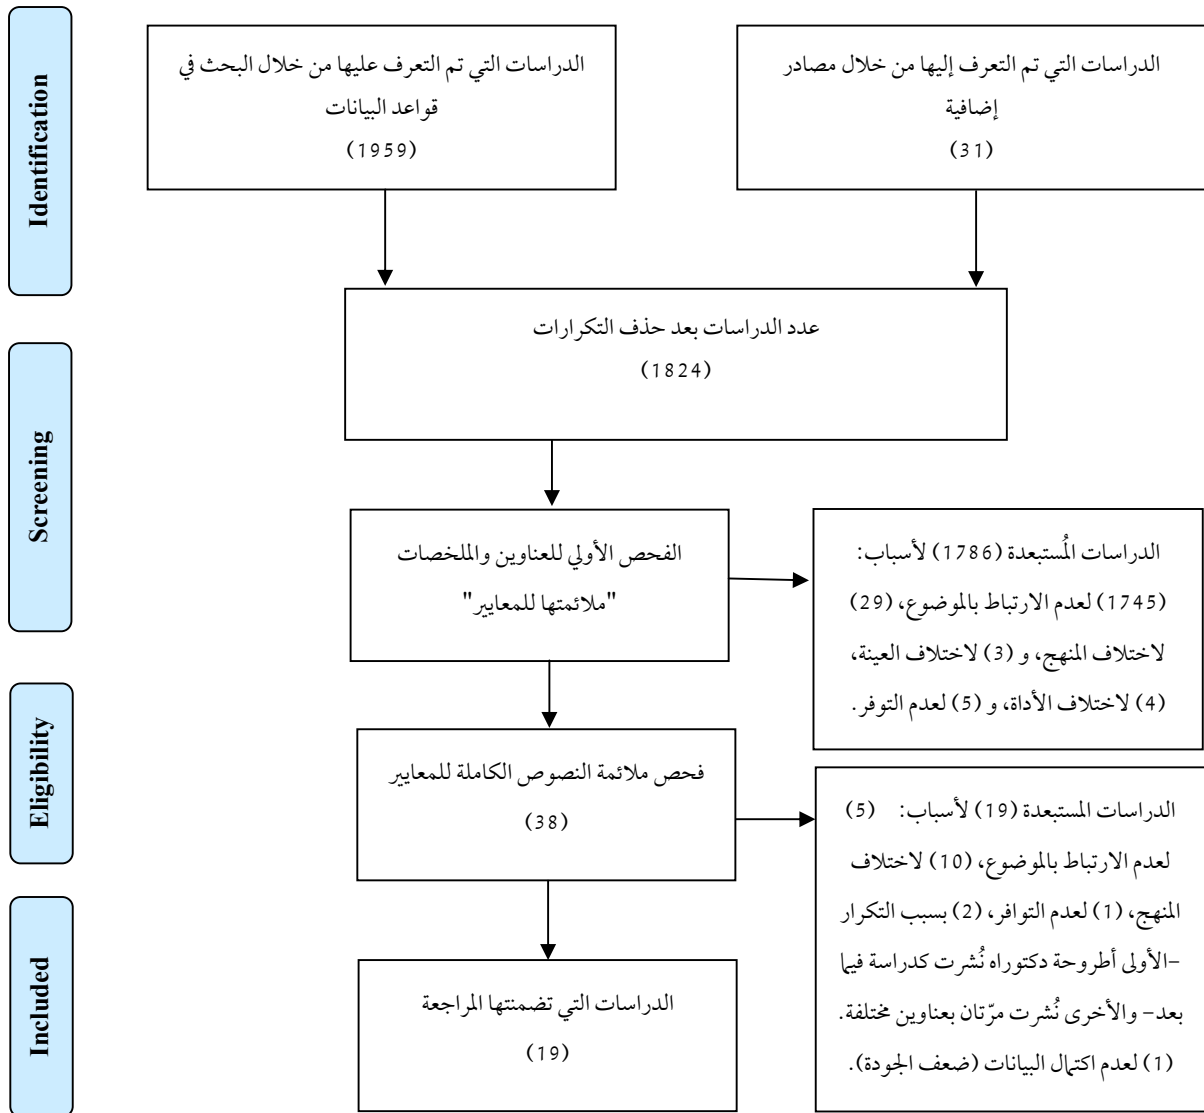 Identification
الدراسات التي تم التعرف عليها من خلال البحث في
قواعد البيانات
(1959)
الدراسات التي تم التعرف إليها من خلال مصادر
إضافية
(31)
عدد الدراسات بعد حذف التكرارات
(1824)
Screening
الفحص الأولي للعناوين والملخصات
"ملائمتها للمعايير"
الدراسات المُستبعدة (1786) لأسباب:
(1745) لعدم الارتباط بالموضوع، (29)
لاختلاف المنهج، و (3) لاختلاف العينة،
(4) لاختلاف الأداة، و (5) لعدم التوفر.
Eligibility
فحص ملائمة النصوص الكاملة للمعايير
(38)
الدراسات المستبعدة (19) لأسباب: (5)
لعدم الارتباط بالموضوع، (10) لاختلاف
المنهج، (1) لعدم التوافر، (2) بسبب التكرار
-الأولى أطروحة دكتوراه نُشرت كدراسة فيما
بعد- والأخرى نُشرت مرّتان بعناوين مختلفة.
(1) لعدم اكتمال البيانات (ضعف الجودة).
Included
الدراسات التي تضمنتها المراجعة
(19)